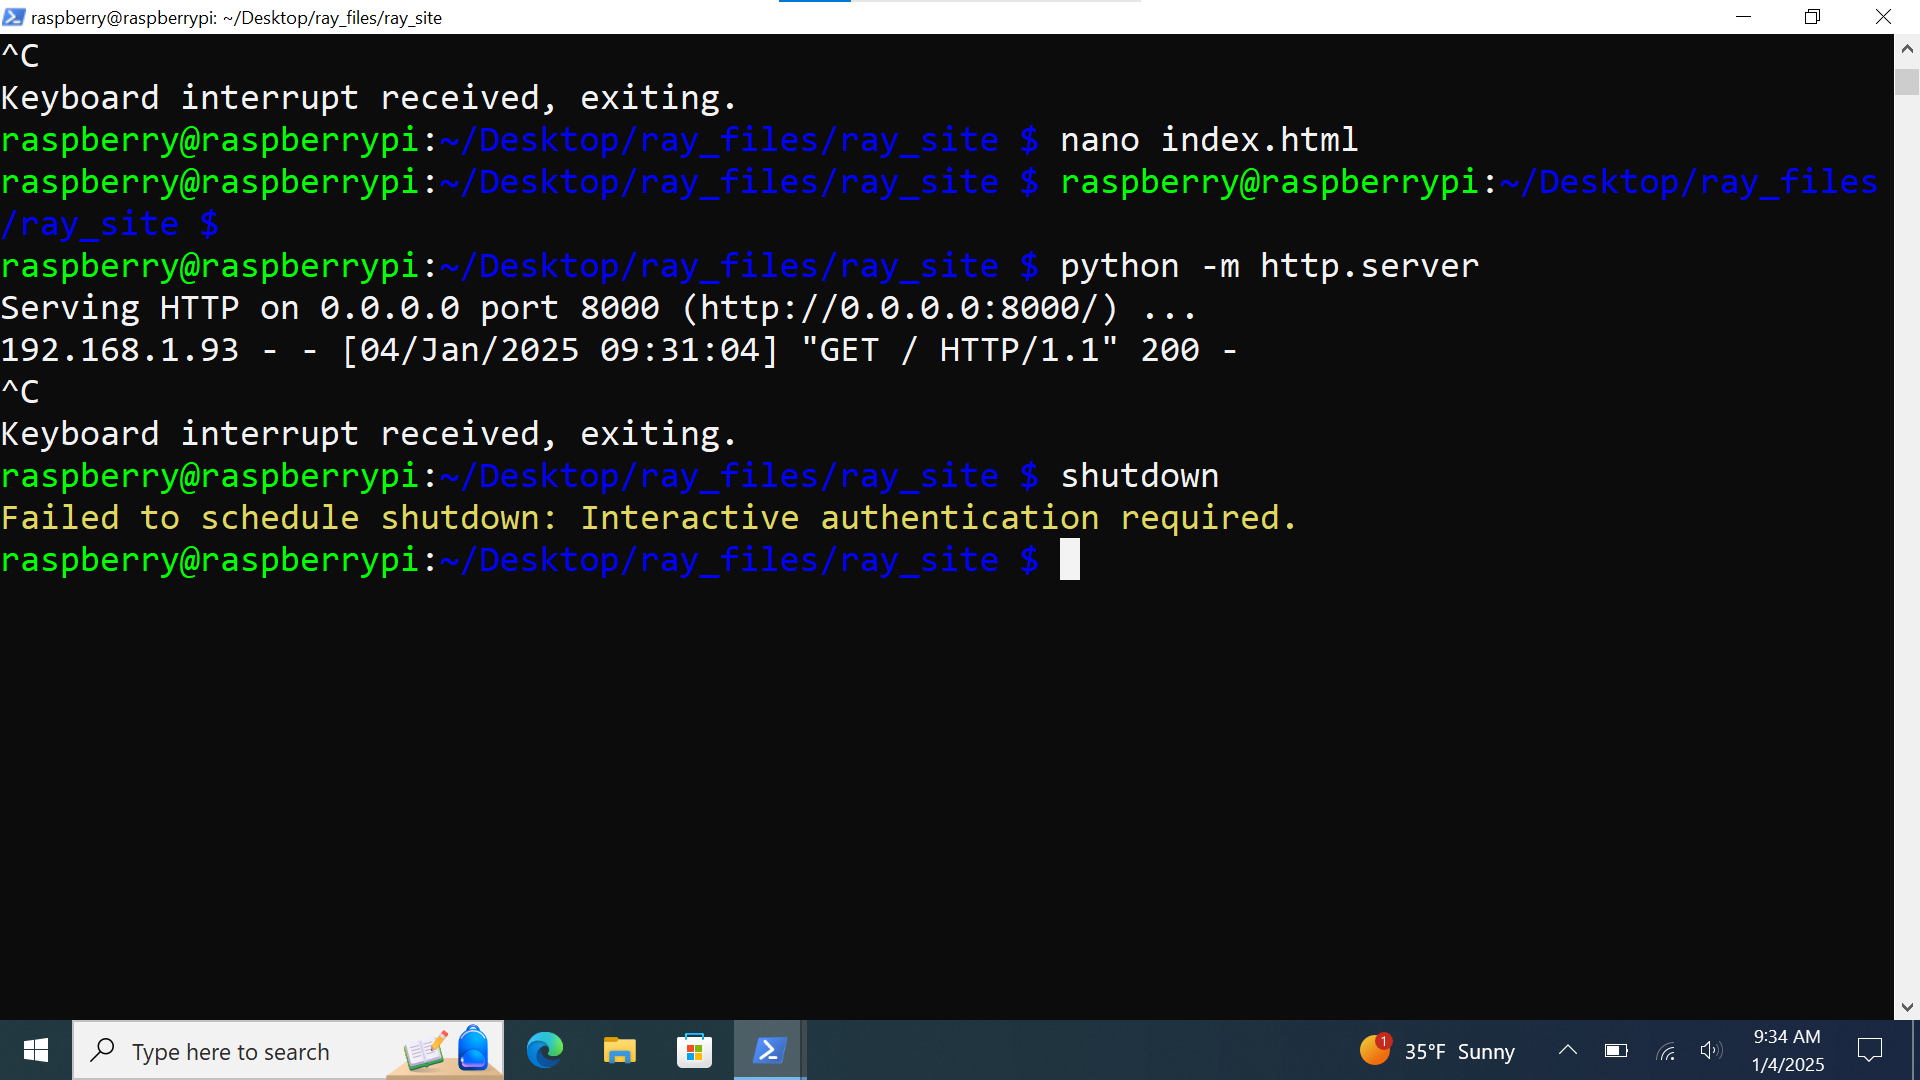 raspberry@raspberrypi: ~/Desktop/ray_files/ray_site
^C
Keyboard interrupt received, exiting.
raspberry@raspberrypi:~/Desktop/ray_files/ray_site $ nano index.html
raspberry@raspberrypi:~/Desktop/ray_files/ray_site $ raspberry@raspberrypi:~/Desktop/ray_files
/ray_site $
raspberry@raspberrypi:~/Desktop/ray_files/ray_site $ python -m http.server
Serving HTTP on 0.0.0.0 port 8000 (http://0.0.0.0:8000/) ...
192.168.1.93 - - [04/Jan/2025 09:31:04] "GET / HTTP/1.1" 200 -
^C
Keyboard interrupt received, exiting.
raspberry@raspberrypi:~/Desktop/ray_files/ray_site $ shutdown
Failed to schedule shutdown: Interactive authentication required.
raspberry@raspberrypi:~/Desktop/ray_files/ray_site $
Type here to search
1
35°F Sunny
9:34 AM
1/4/2025